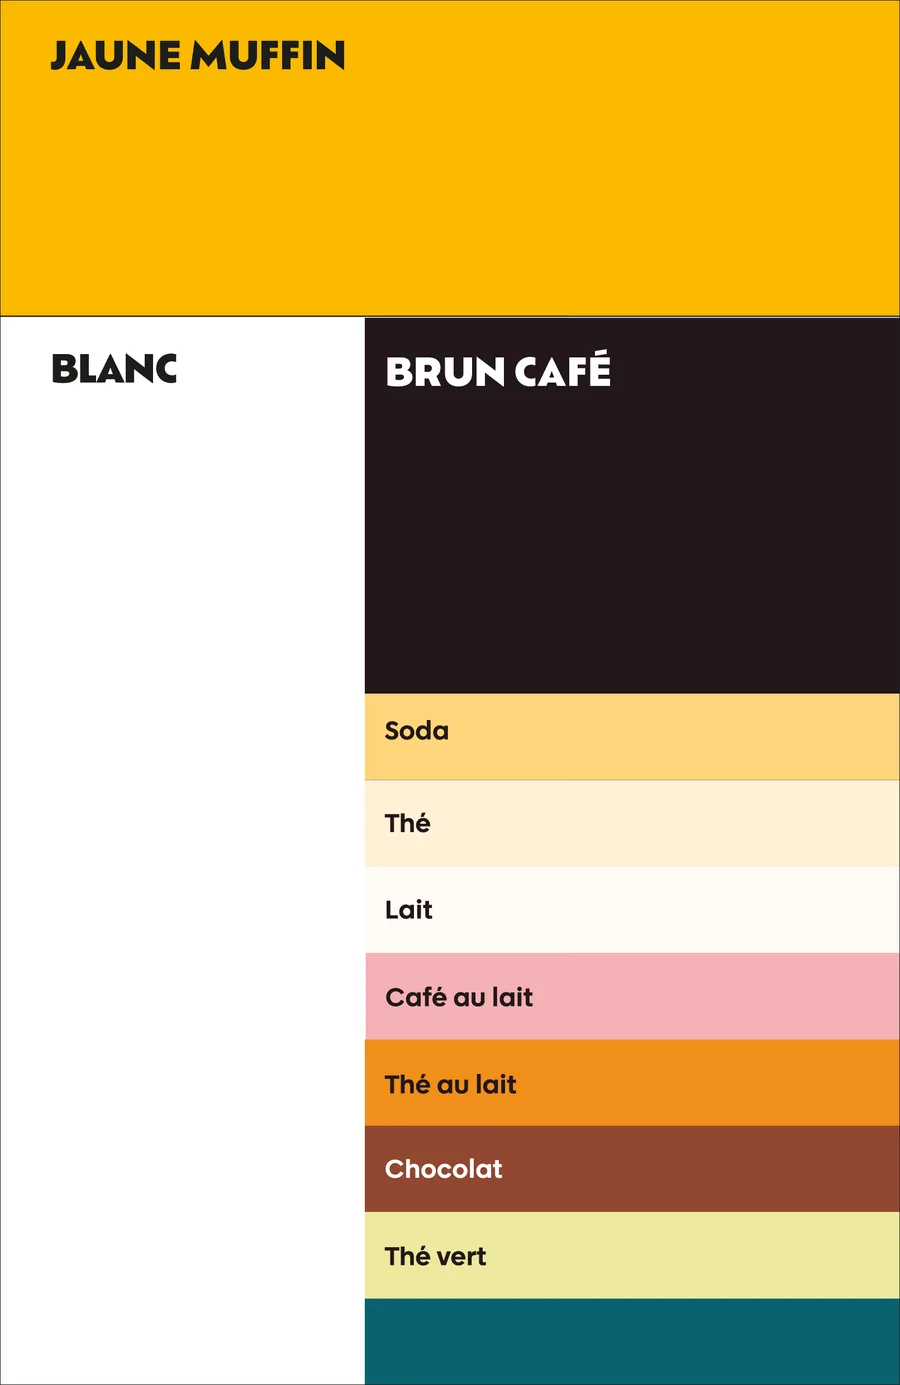 JAUNE MUFFIN
BLANC
BRUN CAFÉ
Soda
Thé
Lait
Café au lait
Thé au lait
Chocolat
Thé vert